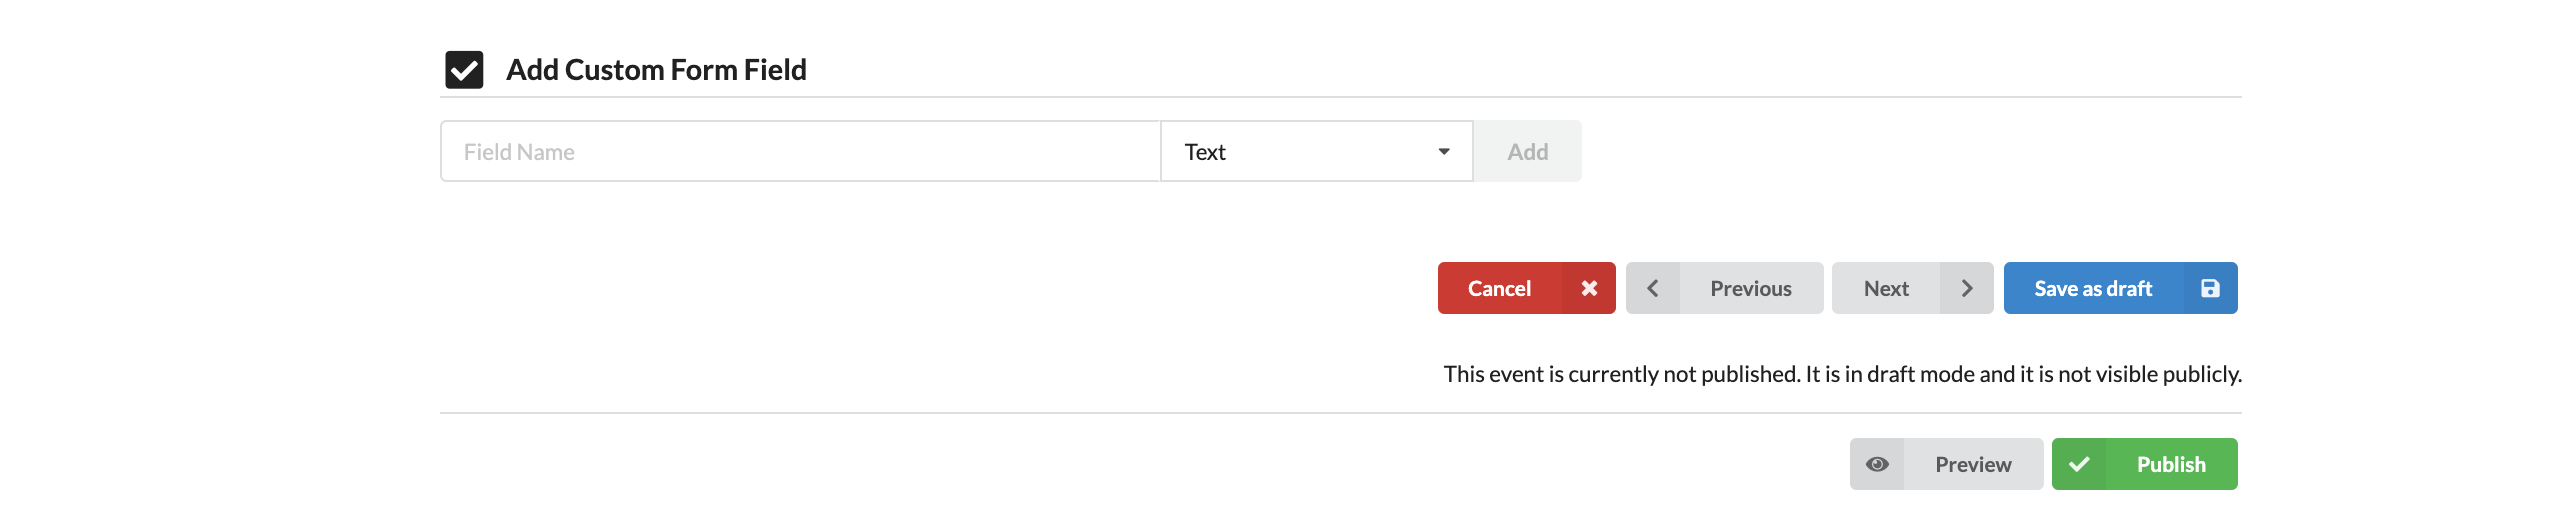 Add Custom Form Field
Field Name Text Add
Cancel Previous Next Save as draft
This event is currently not published. It is in draft mode and it is not visible publicly.
Preview Publish